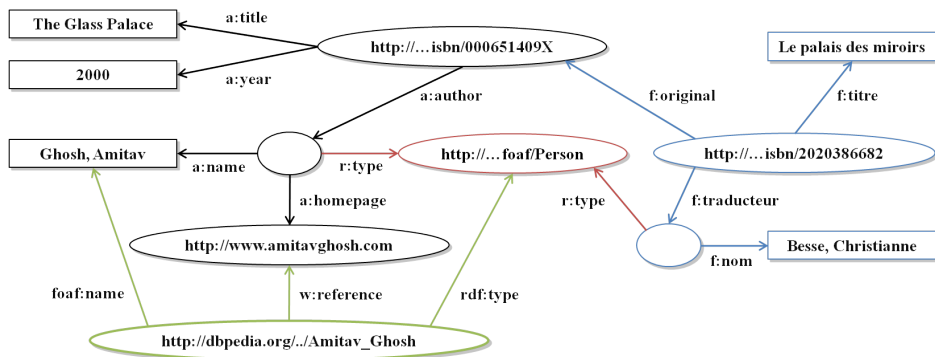 a:title
The Glass Palace
http://…isbn/000651409X
Le palais des miroirs
2000
a:year
a:author
f:original
f:titre
Ghosh, Amitav
a:name
r:type
http://… foaf/Person
http://…isbn/2020386682
a:homepage
r:type
f:traducteur
http://www.amitavghosh.com
Besse, Christianne
f:nom
foaf:name
w:reference
rdf:type
http://dbpedia.org/../Amitav_Ghosh